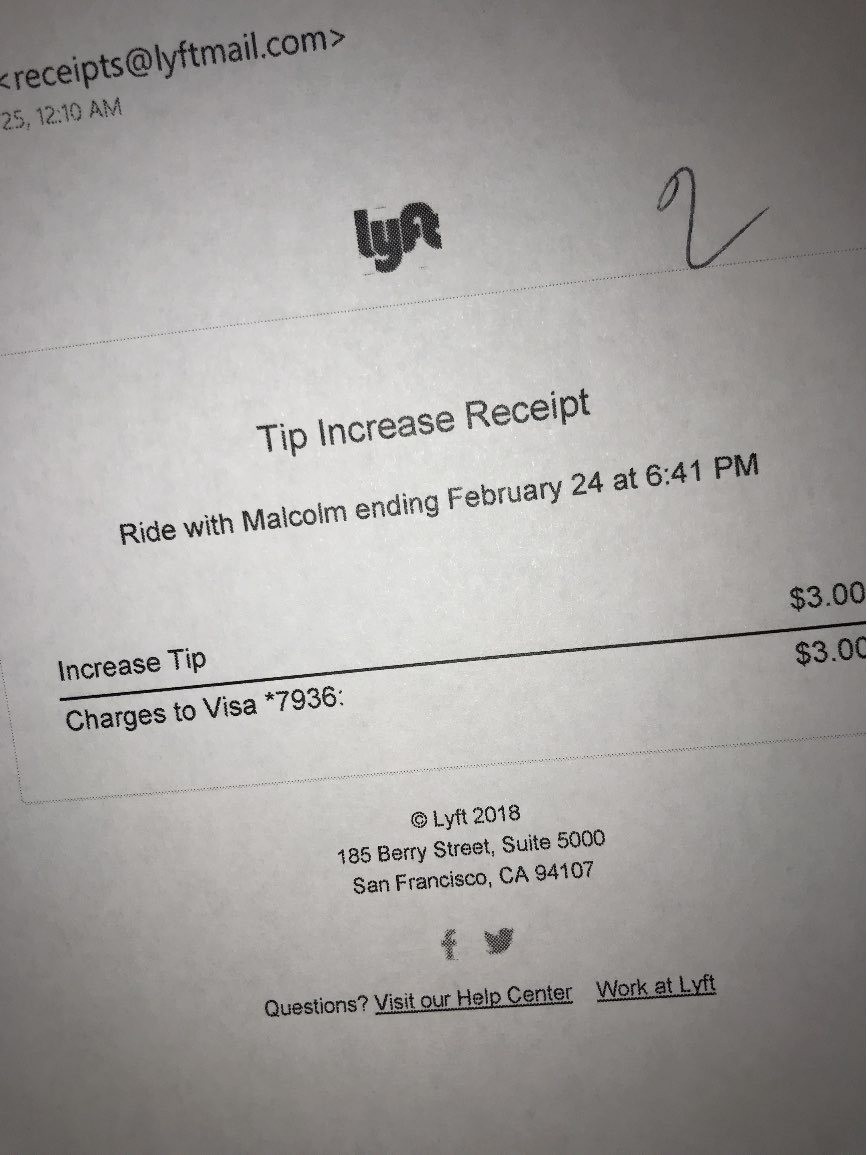 <receipts@lyftmail.com>
25, 12:10 AM
lyft
2
Tip Increase Receipt
Ride with Malcolm ending February 24 at 6:41 PM
Increase Tip $3.00
Charges to Visa *7936: $3.00
© Lyft 2018
185 Berry Street, Suite 5000
San Francisco, CA 94107
Questions? Visit our Help Center Work at Lyft